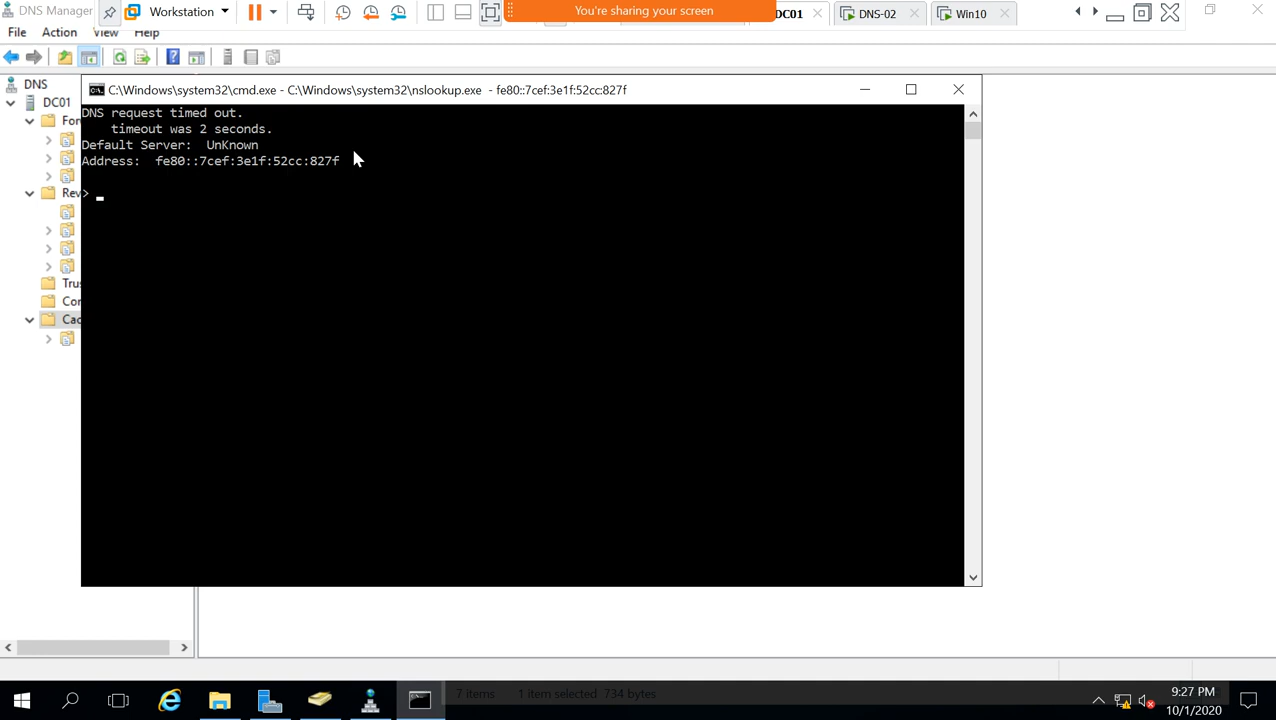 DNS Manager
Workstation
You're sharing your screen
DC01
DNS-02
Win10
File Action View Help
DNS
C:\Windows\system32\cmd.exe - C:\Windows\system32\nslookup.exe - fe80::7cef:3e1f:52cc:827f
DC01
DNS request timed out.
timeout was 2 seconds.
Default Server: UnKnown
Address: fe80::7cef:3e1f:52cc:827f
>
7 items 1 item selected 734 bytes
9:27 PM
10/1/2020